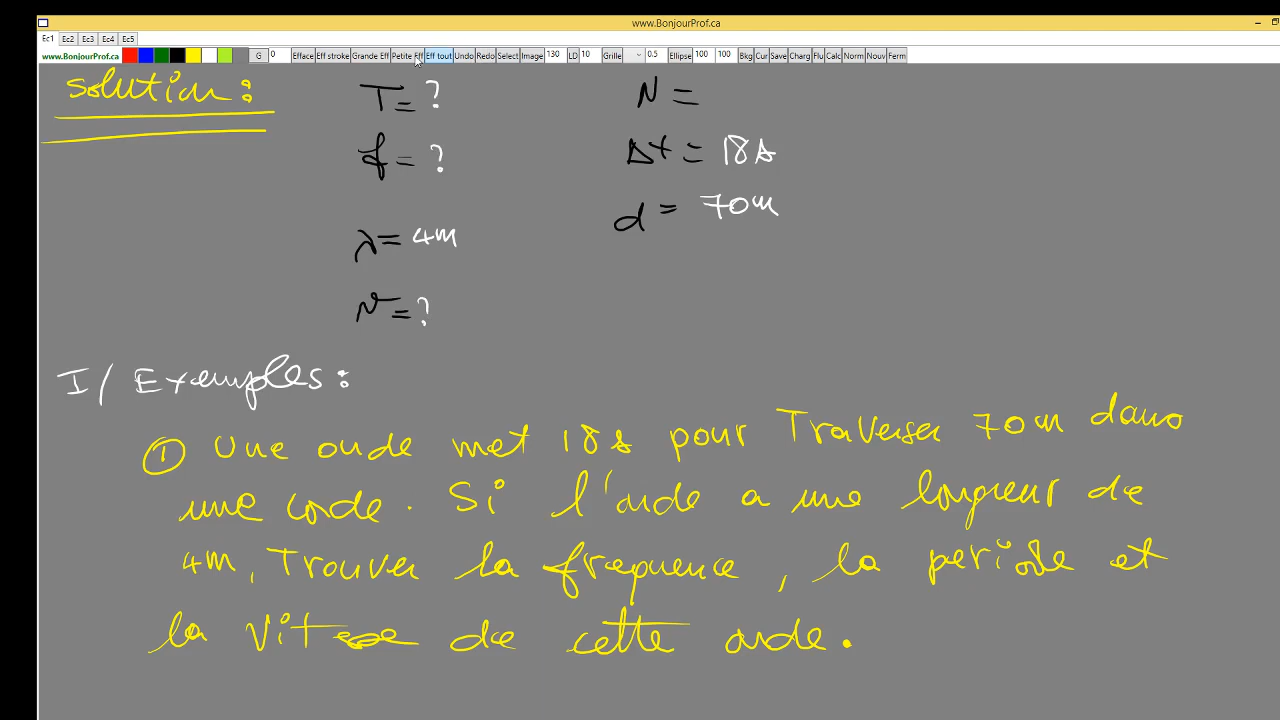 www.BonjourProf.ca
Ec1 Ec2 Ec3 Ec4 Ec5
www.BonjourProf.ca G 0 Efface Eff stroke Grande Eff Petite Eff Eff tout Undo Redo Select Image 130 LD 10 Grille 0.5 Ellipse 100 100 Bkg Cur Save Charg Flu Calc Norm Nouv Ferm
solution:
T = ?
N =
f = ?
Δt = 18s
d = 70m
λ = 4m
v = ?
I/ Exemples:
① Une onde met 18s pour Traverser 70m dans
une corde. Si l'onde a une longueur de
4m, Trouver la frequence, la periode et
la Vitesse de cette onde.